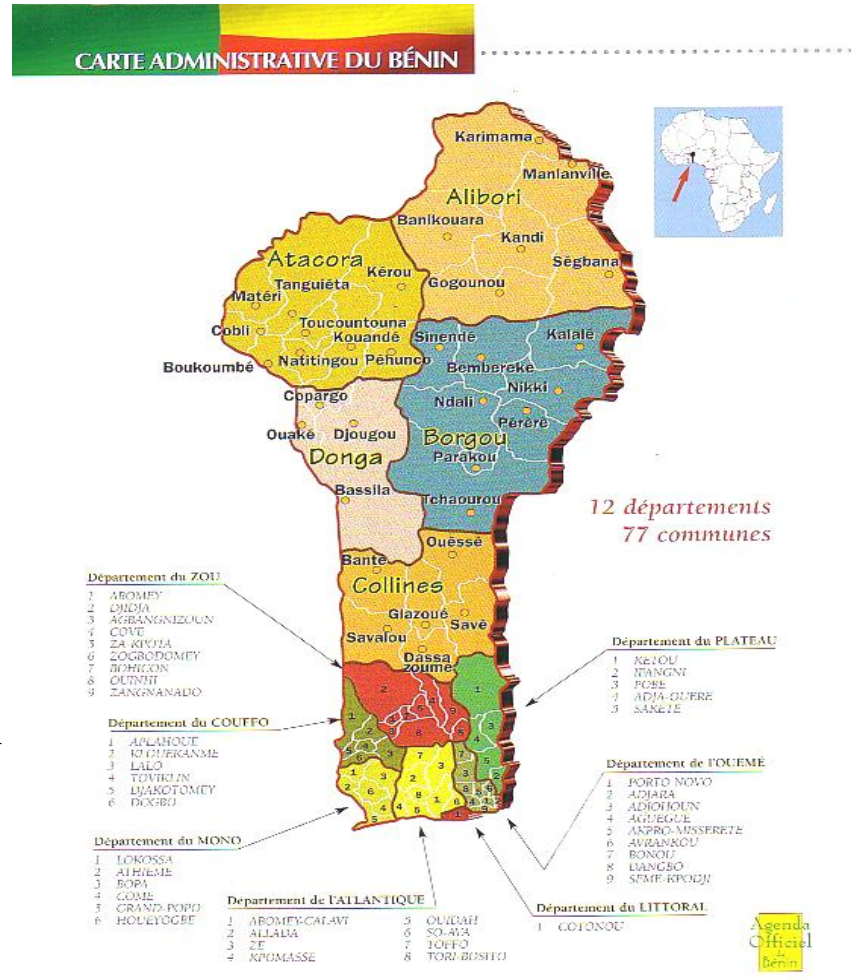 CARTE ADMINISTRATIVE DU BÉNIN
Karimama
Manlanville
Alibori
Banikouara
Kandi
Ségbana
Gogounou
Atacora
Kérou
Tanguiéta
Matéri
Toucountouna
Cobli
Kouandé
Boukoumbé
Natitingou
Péhunco
Sinendé
Kalalé
Bembereke
Nikki
Ndali
Pèrèrè
Borgou
Parakou
Tchaourou
Copargo
Ouaké
Djougou
Donga
Bassila
12 départements
77 communes
Ouèssé
Bantè
Collines
Glazoué
Savè
Savalou
Dassa
zoumè
Département du ZOU
1 ABOMEY
2 DJIDJA
3 AGBANGNIZOUN
4 COVE
5 ZA-KPOTA
6 ZOGBODOMEY
7 BOHICON
8 OUINHI
9 ZANGNANADO
Département du COUFFO
1 APLAHOUE
2 KLOUEKANME
3 LALO
4 TOVIKLIN
5 DJAKOTOMEY
6 DOGBO
Département du MONO
1 LOKOSSA
2 ATHIEME
3 BOPA
4 COME
5 GRAND-POPO
6 HOUEYOGBE
Département de l'ATLANTIQUE
1 ABOMEY-CALAVI
2 ALLADA
3 ZE
4 KPOMASSE
5 OUIDAH
6 SO-AVA
7 TOFFO
8 TORI-BOSITO
Département du LITTORAL
1 COTONOU
Département du PLATEAU
1 KETOU
2 IFANGNI
3 POBE
4 ADJA-OUERE
5 SAKETE
Département de l'OUEMÉ
1 PORTO NOVO
2 ADJARA
3 ADJOHOUN
4 AGUEGUE
5 AKPRO-MISSERETE
6 AVRANKOU
7 BONOU
8 DANGBO
9 SEME-KPODJI
Agenda
Officiel
du
Bénin